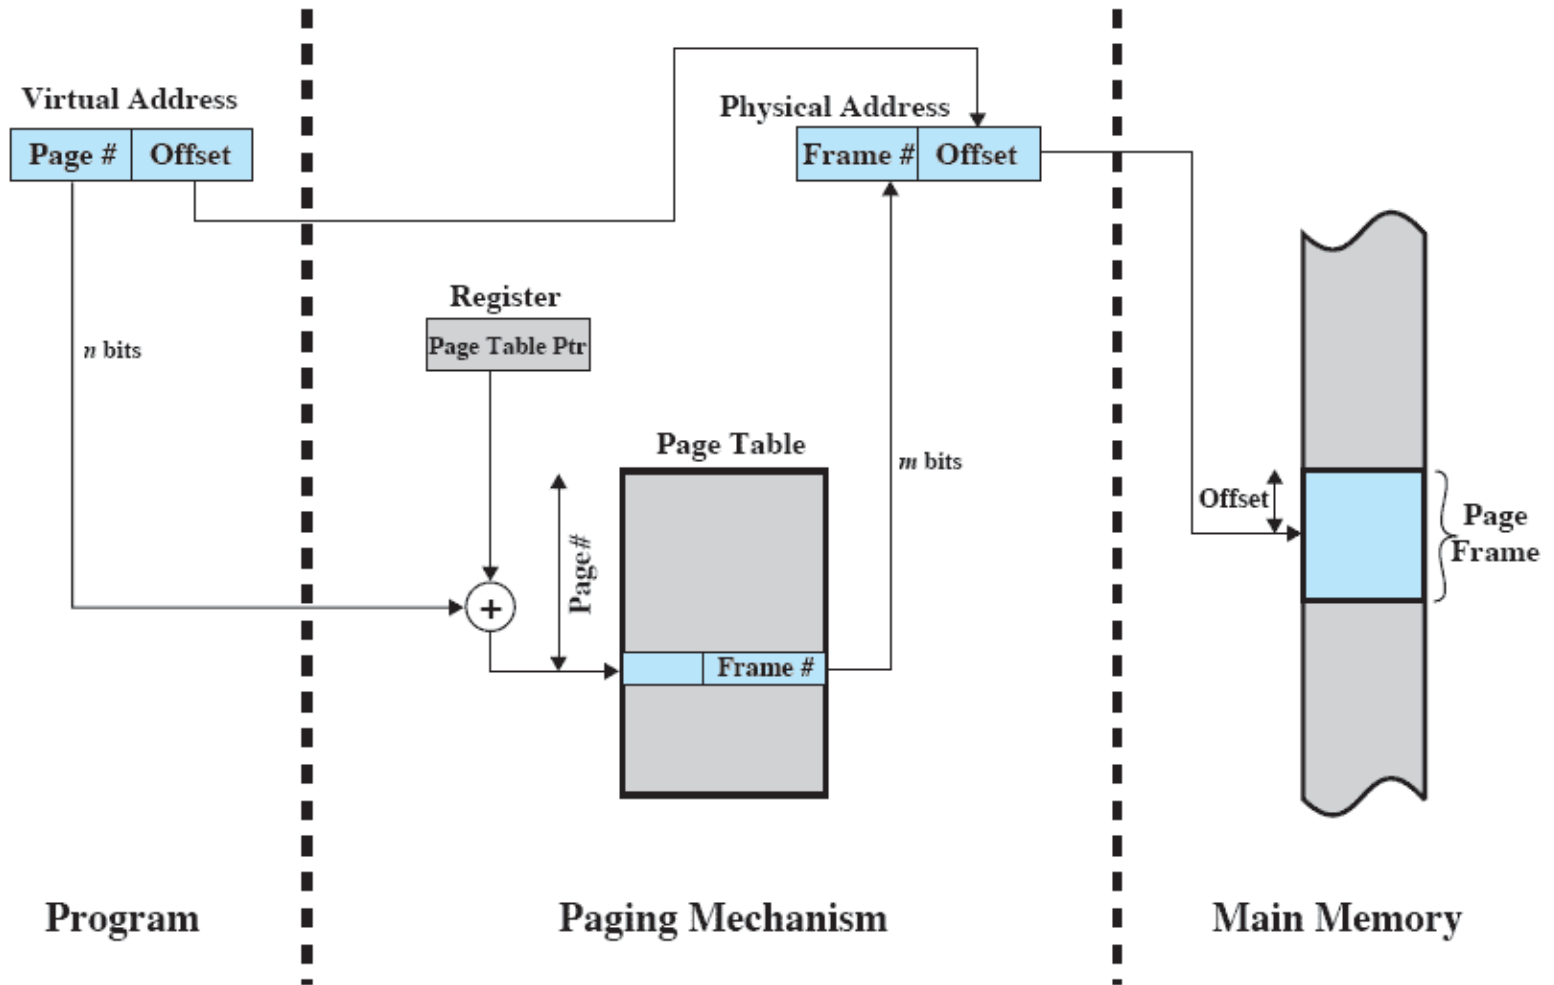 Virtual Address
Page # Offset
Physical Address
Frame # Offset
n bits
Register
Page Table Ptr
Page Table
Page#
Frame #
m bits
Offset
Page
Frame
+
Program
Paging Mechanism
Main Memory